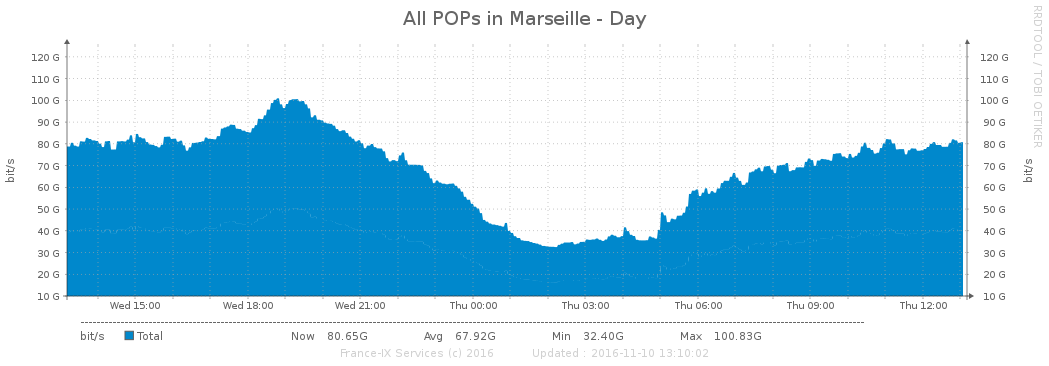 All POPs in Marseille - Day
RRDTOOL / TOBI OETIKER
bit/s
120 G 120 G
110 G 110 G
100 G 100 G
90 G 90 G
80 G 80 G
70 G 70 G
60 G 60 G
50 G 50 G
40 G 40 G
30 G 30 G
20 G 20 G
10 G 10 G
bit/s
Wed 15:00 Wed 18:00 Wed 21:00 Thu 00:00 Thu 03:00 Thu 06:00 Thu 09:00 Thu 12:00
bit/s Total Now 80.65G Avg 67.92G Min 32.40G Max 100.83G
France-IX Services (c) 2016 Updated : 2016-11-10 13:10:02